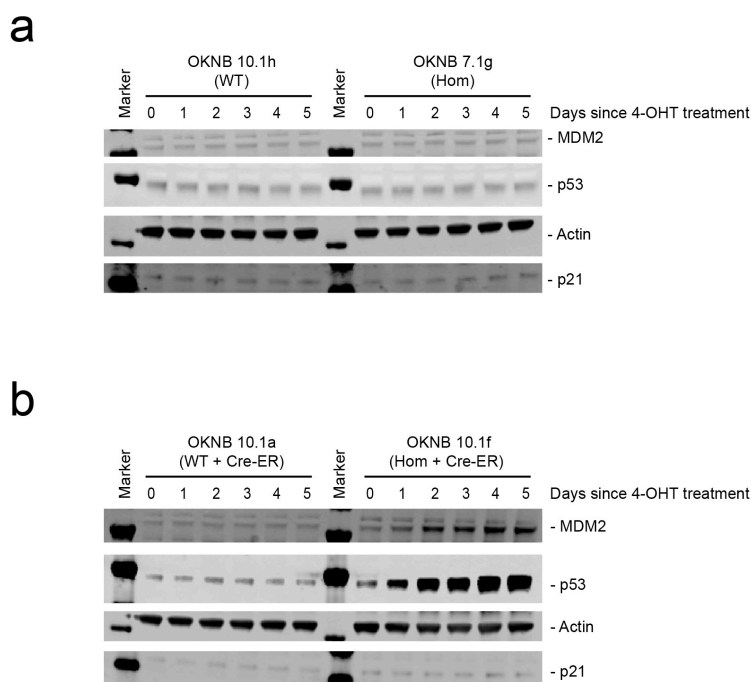 a
OKNB 10.1h
(WT)
OKNB 7.1g
(Hom)
Marker
0 1 2 3 4 5
Marker
0 1 2 3 4 5
Days since 4-OHT treatment
- MDM2
- p53
- Actin
- p21
b
OKNB 10.1a
(WT + Cre-ER)
OKNB 10.1f
(Hom + Cre-ER)
Marker
0 1 2 3 4 5
Marker
0 1 2 3 4 5
Days since 4-OHT treatment
- MDM2
- p53
- Actin
- p21